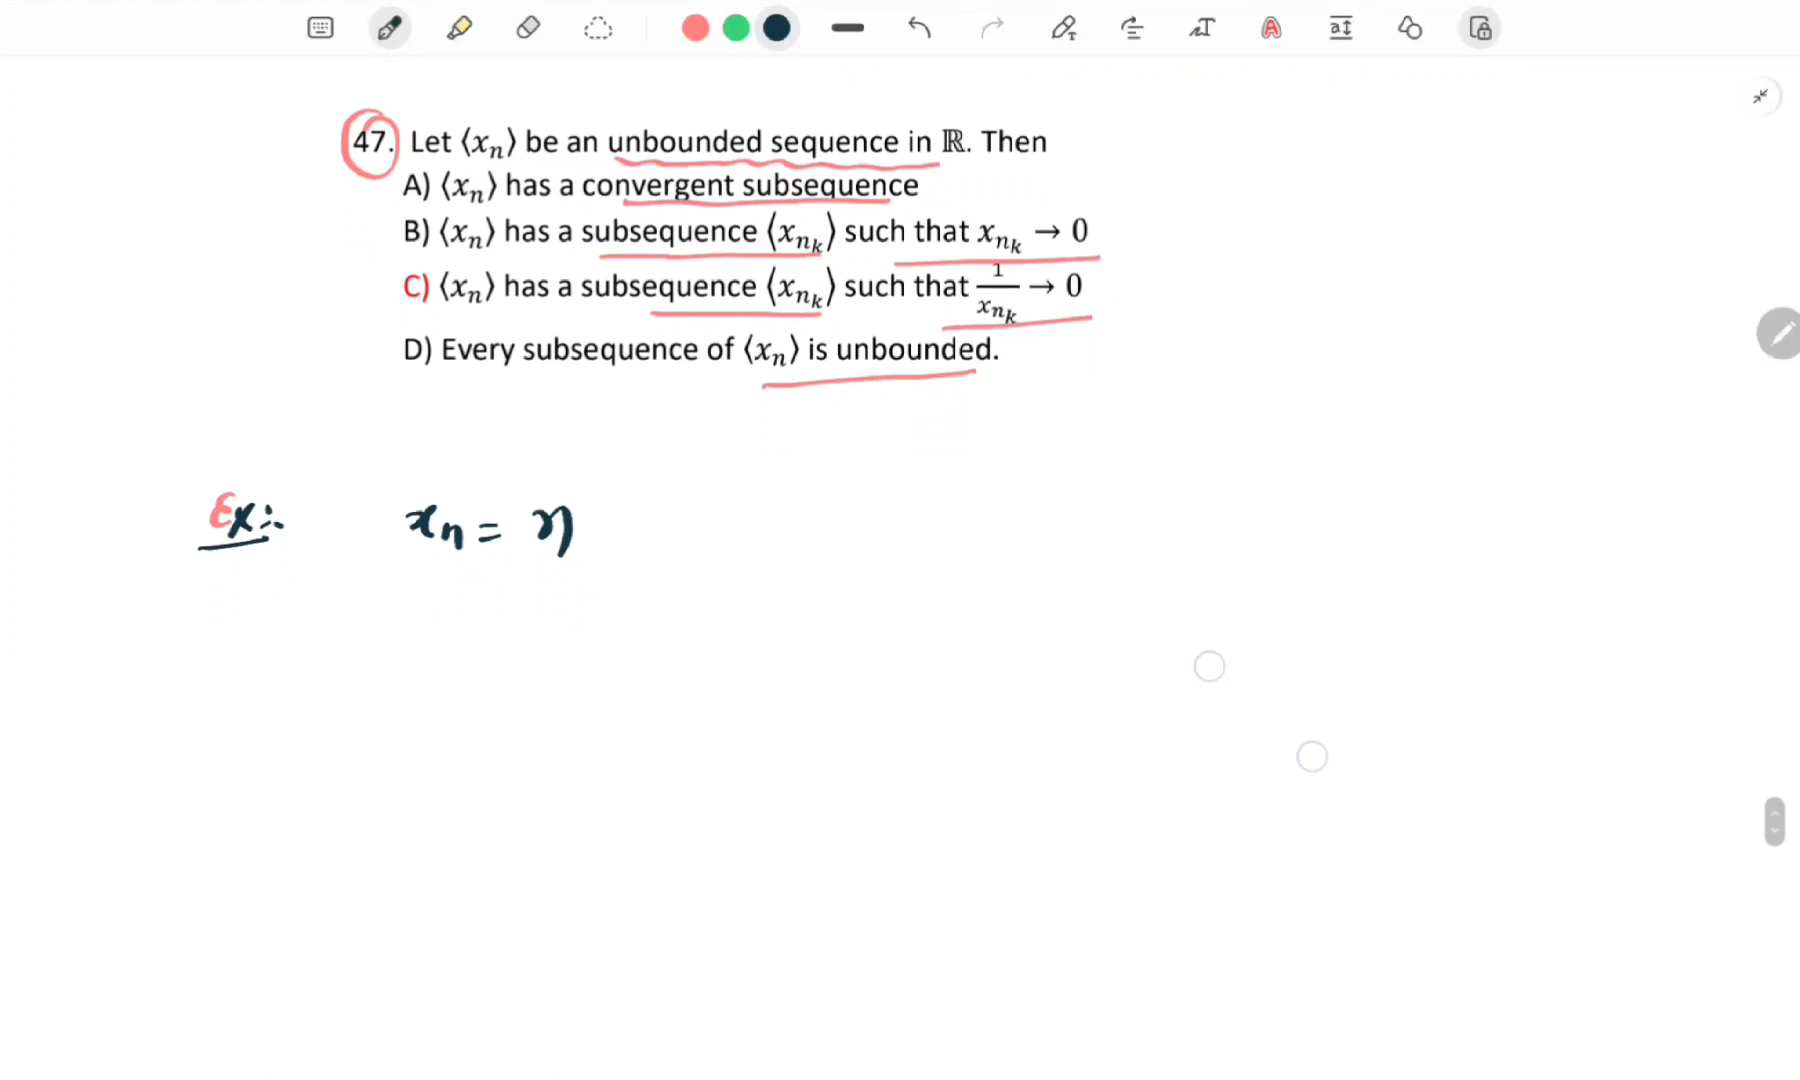 47. Let ⟨xₙ⟩ be an unbounded sequence in ℝ. Then
A) ⟨xₙ⟩ has a convergent subsequence
B) ⟨xₙ⟩ has a subsequence ⟨xₙₖ⟩ such that xₙₖ → 0
C) ⟨xₙ⟩ has a subsequence ⟨xₙₖ⟩ such that 1/xₙₖ → 0
D) Every subsequence of ⟨xₙ⟩ is unbounded.
Ex:- xₙ = n